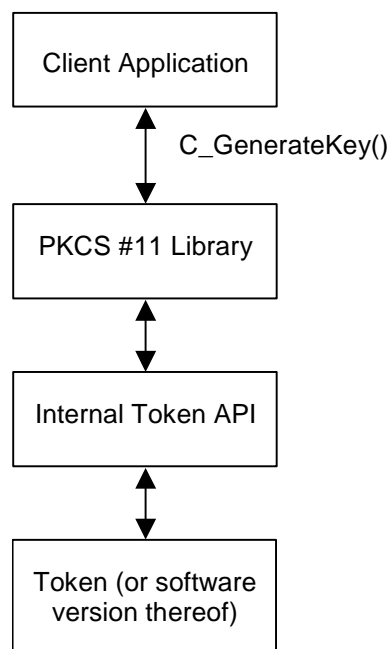 Client Application
C_GenerateKey()
PKCS #11 Library
Internal Token API
Token (or software
version thereof)